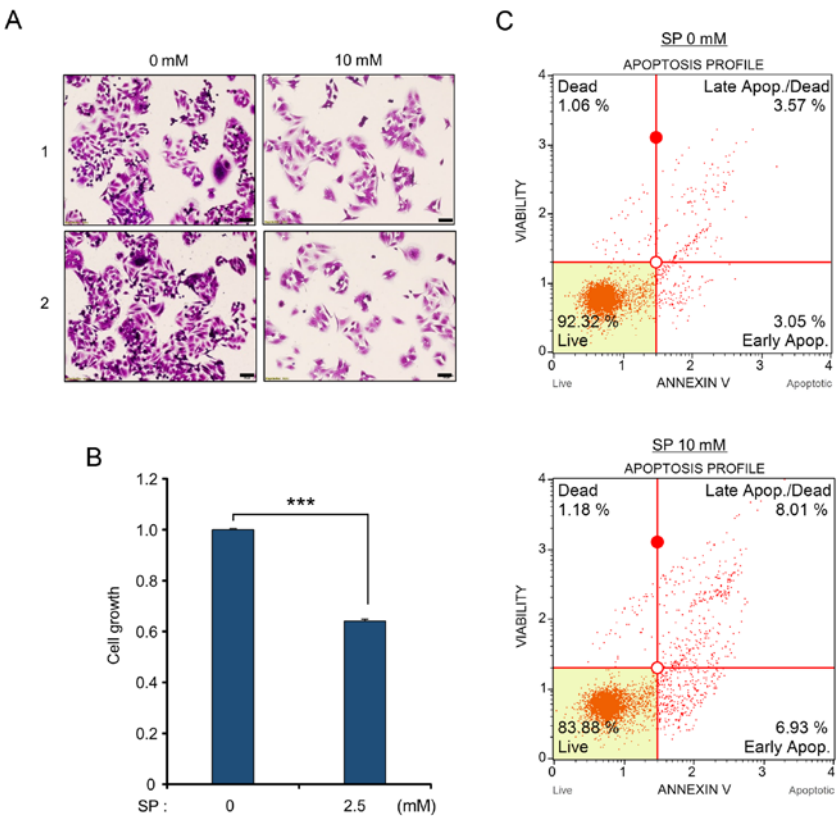 A
0 mM
10 mM
1
2
B
1.2
1.0
0.8
0.6
0.4
0.2
0
Cell growth
***
SP :
0
2.5
(mM)
C
SP 0 mM
APOPTOSIS PROFILE
4
3
2
1
0
VIABILITY
Dead
1.06 %
Late Apop./Dead
3.57 %
92.32 %
Live
3.05 %
Early Apop.
0
1
2
3
4
Live
ANNEXIN V
Apoptotic
SP 10 mM
APOPTOSIS PROFILE
4
3
2
1
0
VIABILITY
Dead
1.18 %
Late Apop./Dead
8.01 %
83.88 %
Live
6.93 %
Early Apop.
0
1
2
3
4
Live
ANNEXIN V
Apoptotic